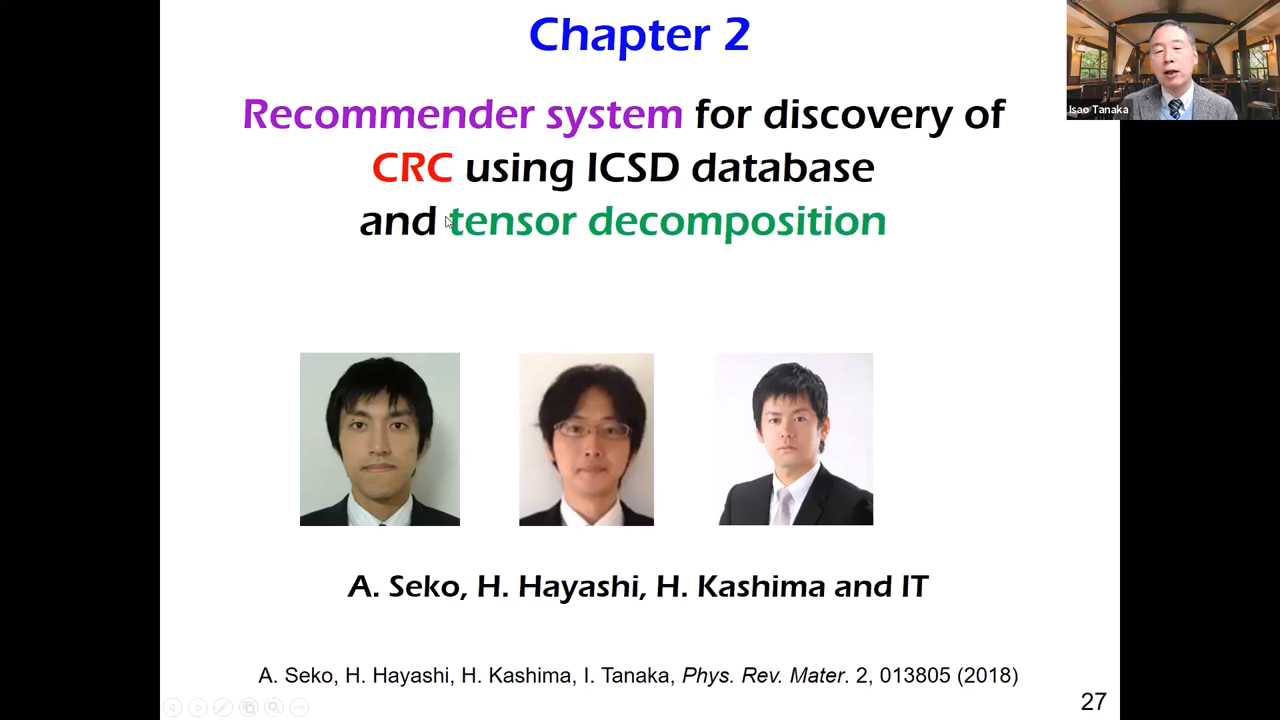 Chapter 2
Recommender system for discovery of
CRC using ICSD database
and tensor decomposition
Isao Tanaka
A. Seko, H. Hayashi, H. Kashima and IT
A. Seko, H. Hayashi, H. Kashima, I. Tanaka, Phys. Rev. Mater. 2, 013805 (2018)
27